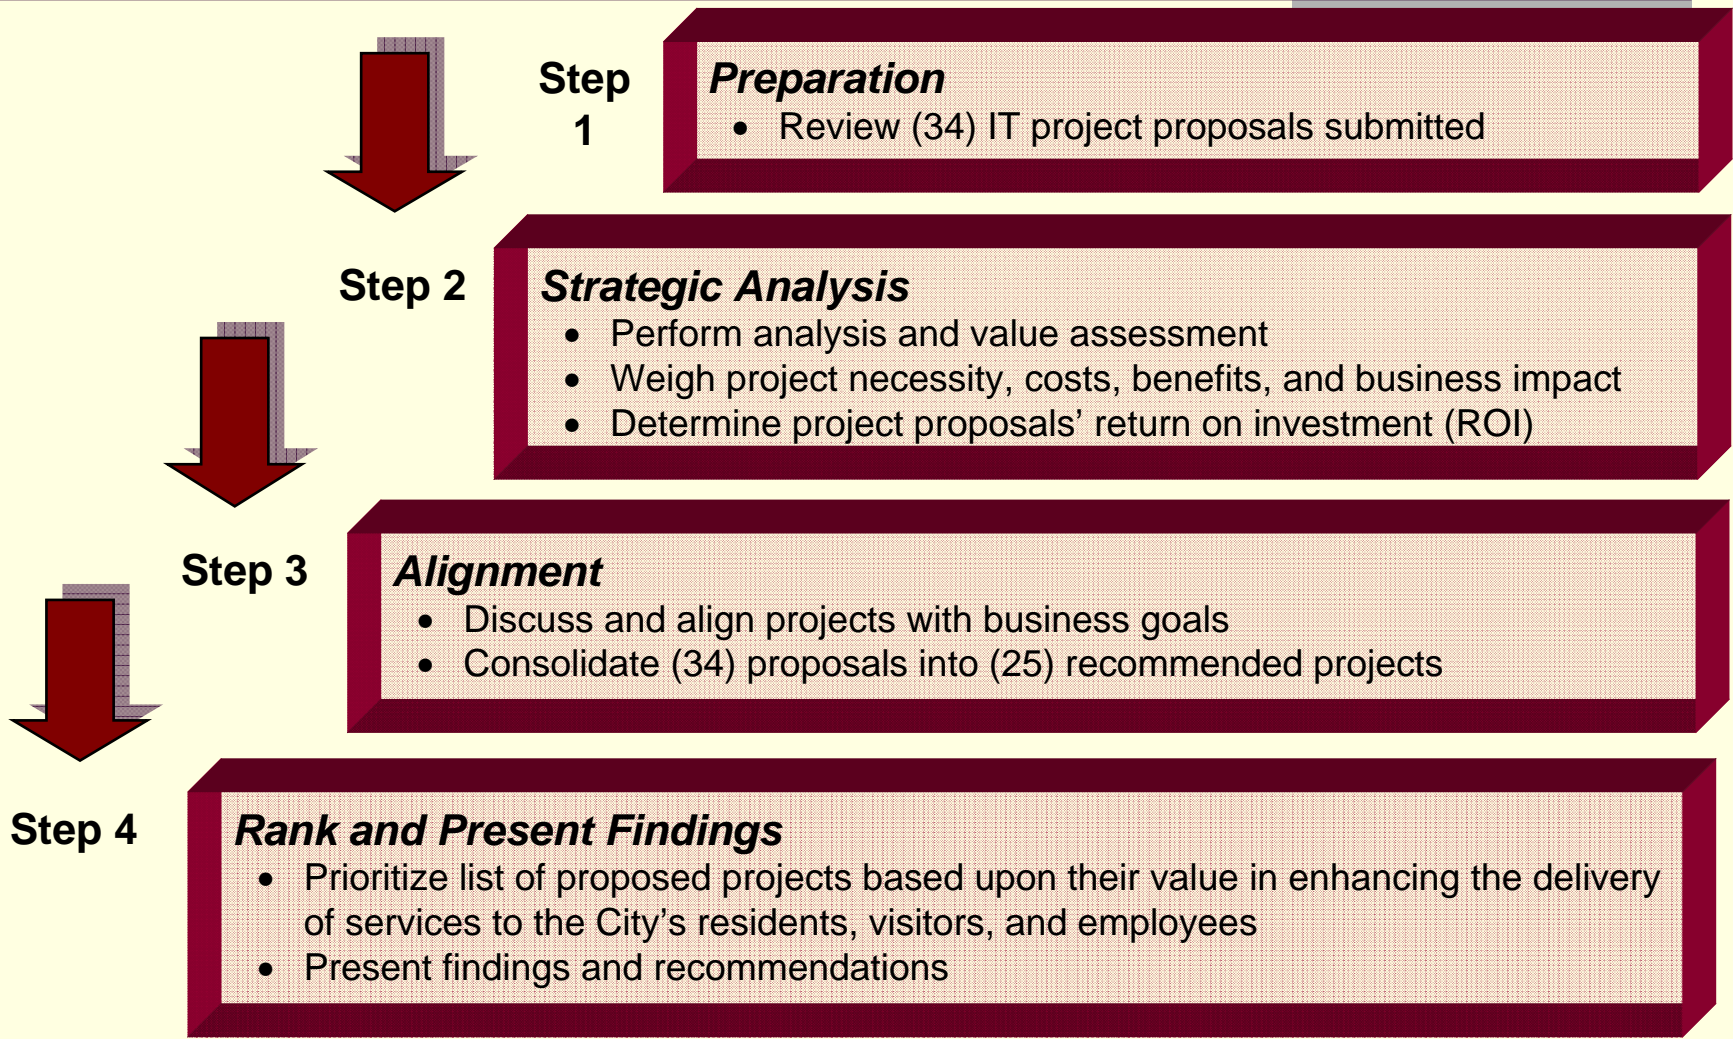 Step
1
Preparation
• Review (34) IT project proposals submitted
Step 2
Strategic Analysis
• Perform analysis and value assessment
• Weigh project necessity, costs, benefits, and business impact
• Determine project proposals’ return on investment (ROI)
Step 3
Alignment
• Discuss and align projects with business goals
• Consolidate (34) proposals into (25) recommended projects
Step 4
Rank and Present Findings
• Prioritize list of proposed projects based upon their value in enhancing the delivery
of services to the City’s residents, visitors, and employees
• Present findings and recommendations